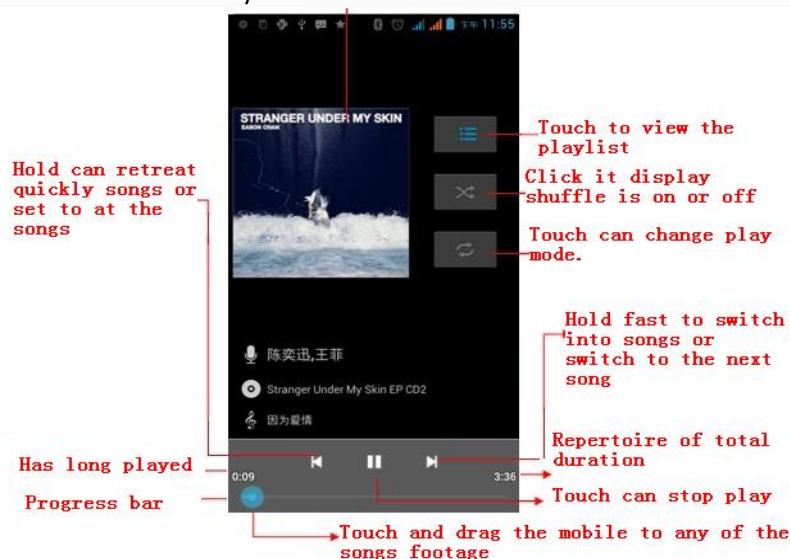 下午 11:55
STRANGER UNDER MY SKIN
EASON CHAN
Touch to view the
playlist
Hold can retreat
quickly songs or
set to at the
songs
Click it display
shuffle is on or off
Touch can change play
mode.
Hold fast to switch
into songs or
switch to the next
song
陈奕迅,王菲
Stranger Under My Skin EP CD2
因为爱情
Repertoire of total
duration
Has long played
0:09
3:36
Touch can stop play
Progress bar
Touch and drag the mobile to any of the
songs footage